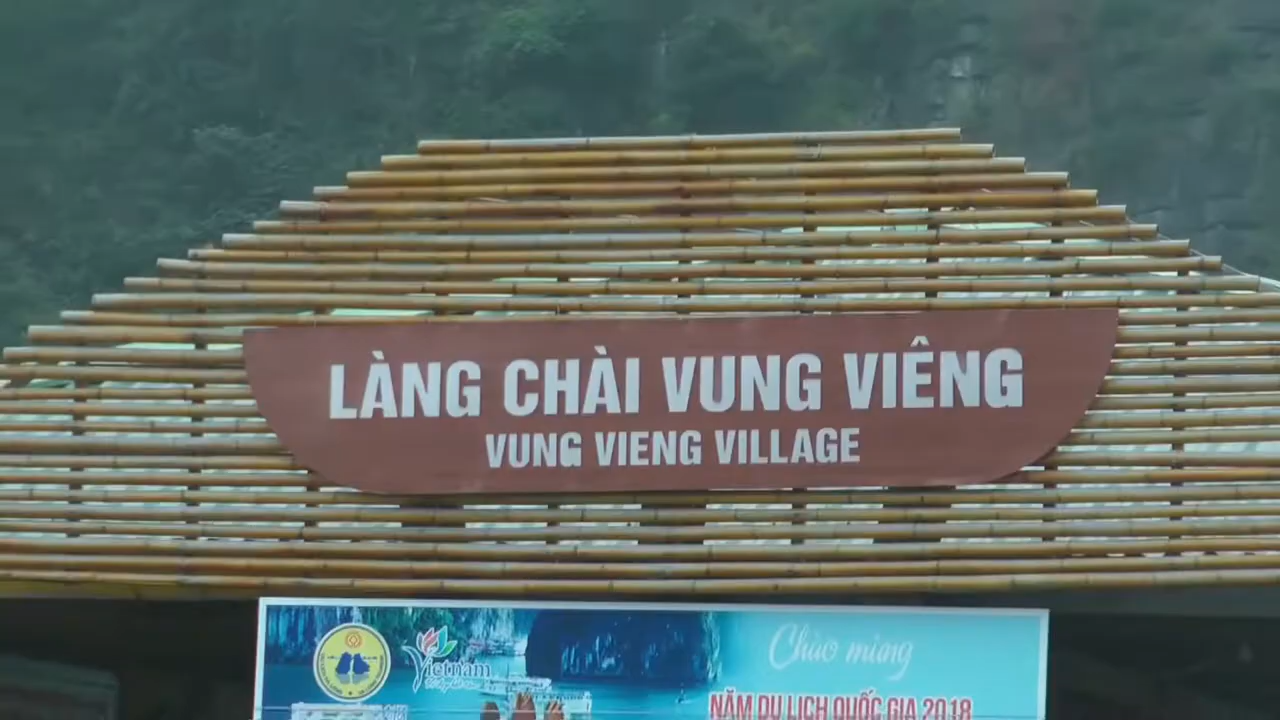 LÀNG CHÀI VUNG VIÊNG
VUNG VIENG VILLAGE
Vietnam
Chào mừng
NĂM DU LỊCH QUỐC GIA 2018